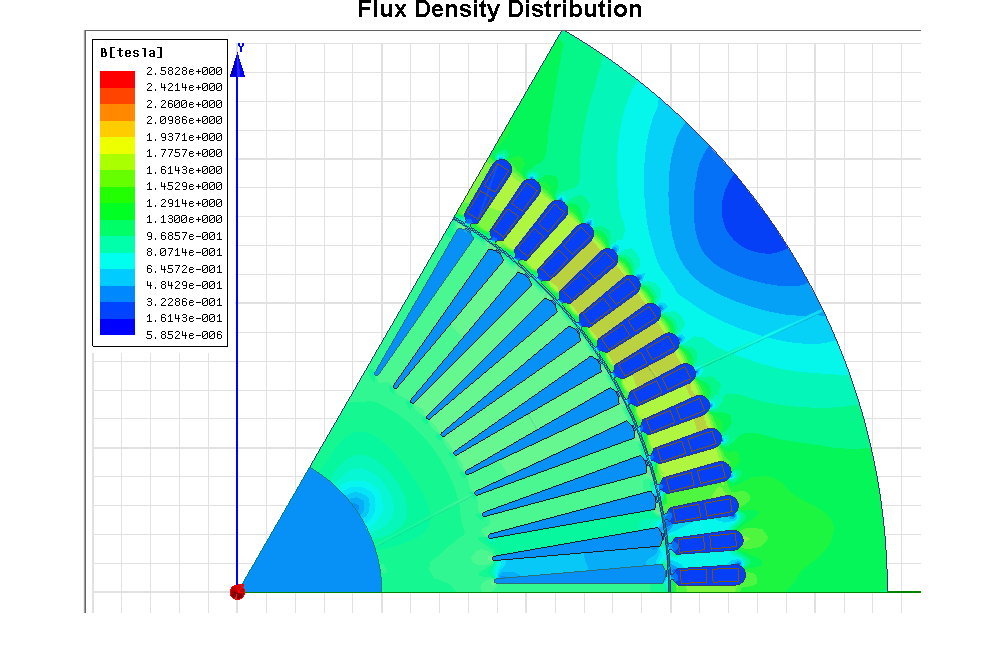 Flux Density Distribution
B[tesla]
2.5828e+000
2.4214e+000
2.2600e+000
2.0986e+000
1.9371e+000
1.7757e+000
1.6143e+000
1.4529e+000
1.2914e+000
1.1300e+000
9.6857e-001
8.0714e-001
6.4572e-001
4.8429e-001
3.2286e-001
1.6143e-001
5.8524e-006
Y